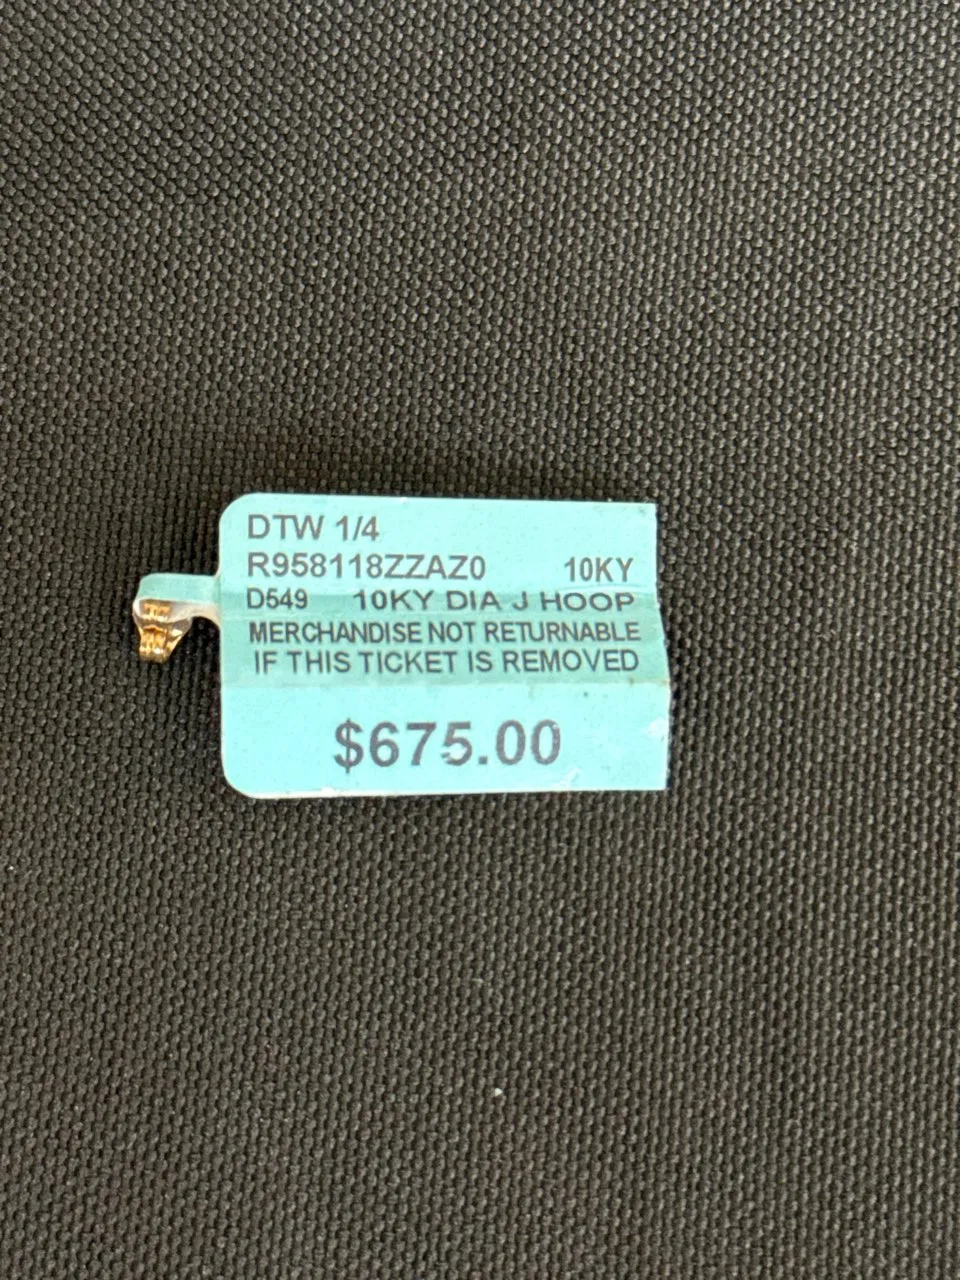 DTW 1/4
R958118ZZAZ0 10KY
D549 10KY DIA J HOOP
MERCHANDISE NOT RETURNABLE
IF THIS TICKET IS REMOVED
$675.00